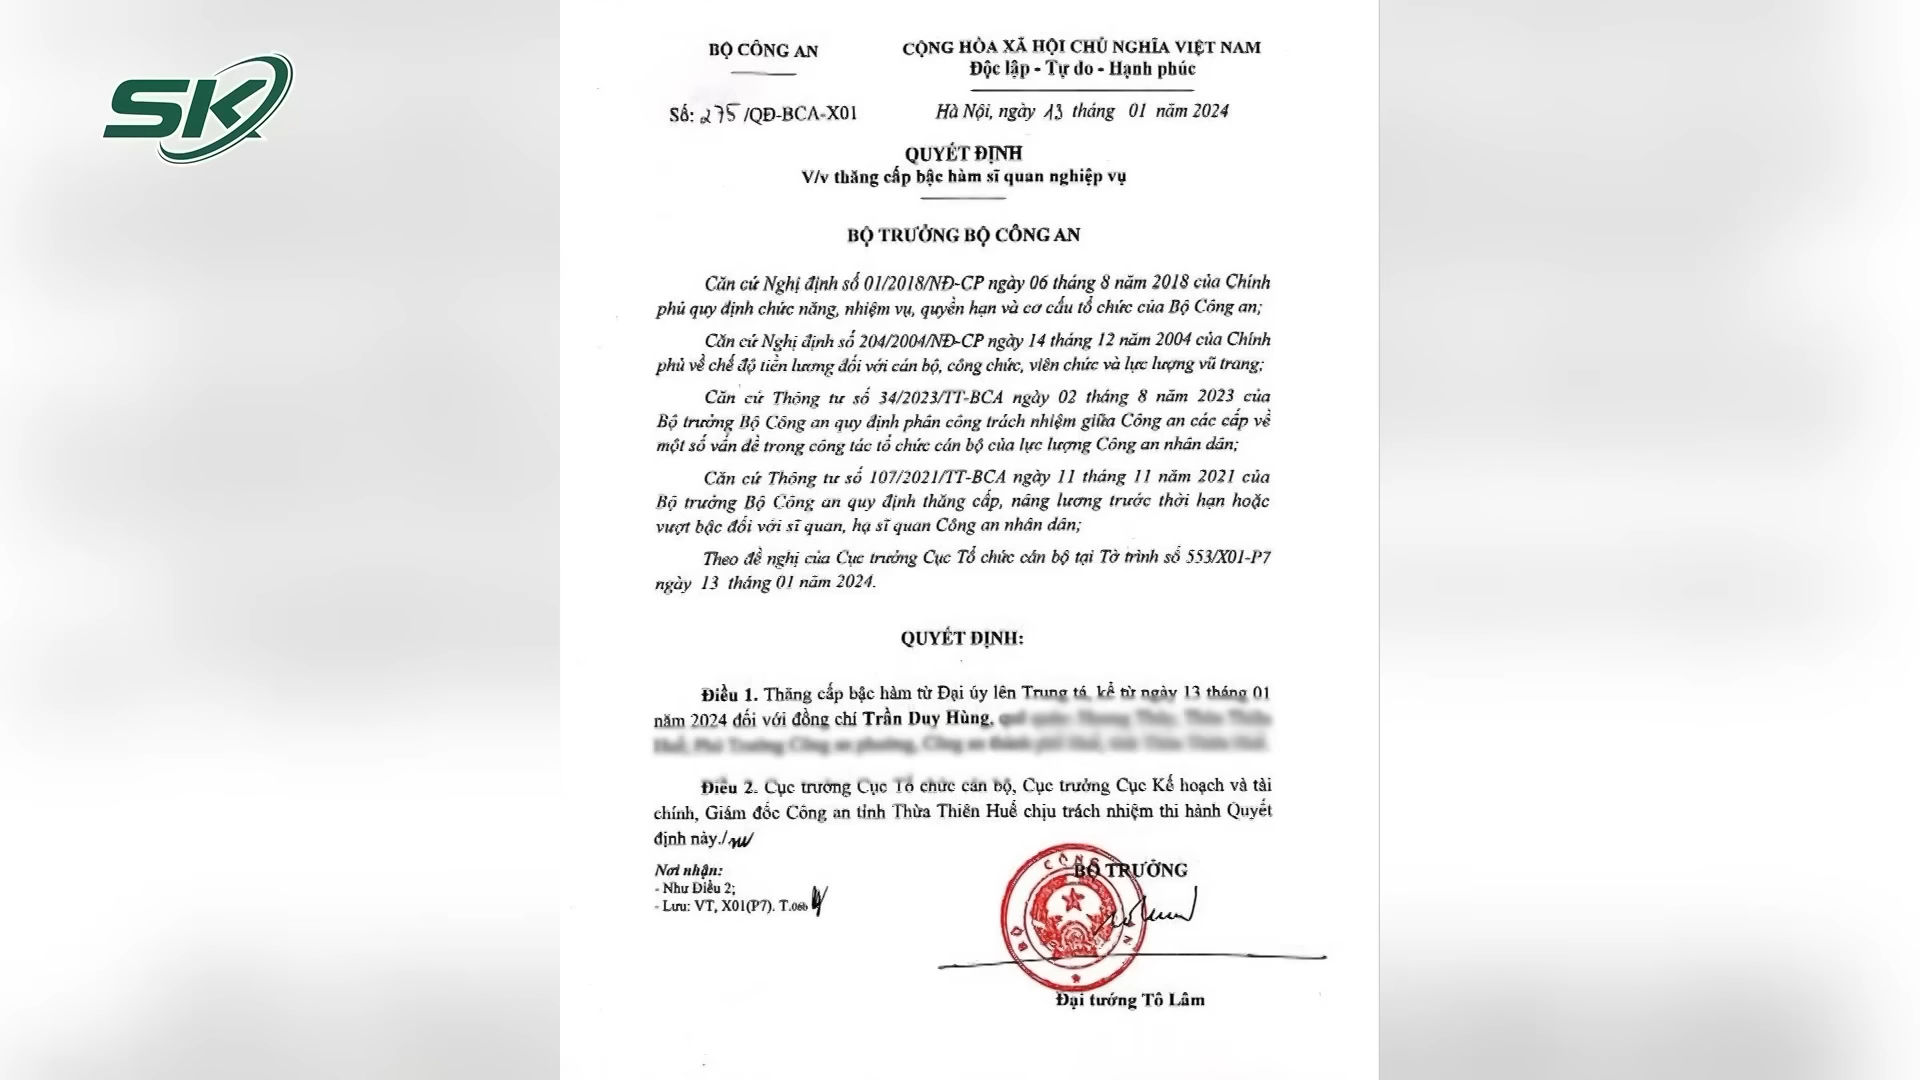 SK
BỘ CÔNG AN
CỘNG HÒA XÃ HỘI CHỦ NGHĨA VIỆT NAM
Độc lập - Tự do - Hạnh phúc
Số: 275 /QĐ-BCA-X01
Hà Nội, ngày 13 tháng 01 năm 2024
QUYẾT ĐỊNH
V/v thăng cấp bậc hàm sĩ quan nghiệp vụ
BỘ TRƯỞNG BỘ CÔNG AN
Căn cứ Nghị định số 01/2018/NĐ-CP ngày 06 tháng 8 năm 2018 của Chính
phủ quy định chức năng, nhiệm vụ, quyền hạn và cơ cấu tổ chức của Bộ Công an;
Căn cứ Nghị định số 204/2004/NĐ-CP ngày 14 tháng 12 năm 2004 của Chính
phủ về chế độ tiền lương đối với cán bộ, công chức, viên chức và lực lượng vũ trang;
Căn cứ Thông tư số 34/2023/TT-BCA ngày 02 tháng 8 năm 2023 của
Bộ trưởng Bộ Công an quy định phân công trách nhiệm giữa Công an các cấp về
một số vấn đề trong công tác tổ chức cán bộ của lực lượng Công an nhân dân;
Căn cứ Thông tư số 107/2021/TT-BCA ngày 11 tháng 11 năm 2021 của
Bộ trưởng Bộ Công an quy định thăng cấp, nâng lương trước thời hạn hoặc
vượt bậc đối với sĩ quan, hạ sĩ quan Công an nhân dân;
Theo đề nghị của Cục trưởng Cục Tổ chức cán bộ tại Tờ trình số 553/X01-P7
ngày 13 tháng 01 năm 2024.
QUYẾT ĐỊNH:
Điều 1. Thăng cấp bậc hàm từ Đại úy lên Trung tá, kể từ ngày 13 tháng 01
năm 2024 đối với đồng chí Trần Duy Hùng,
Điều 2. Cục trưởng Cục Tổ chức cán bộ, Cục trưởng Cục Kế hoạch và tài
chính, Giám đốc Công an tỉnh Thừa Thiên Huế chịu trách nhiệm thi hành Quyết
định này./
Nơi nhận:
- Như Điều 2;
- Lưu: VT, X01(P7). T.06b
BỘ TRƯỞNG
BỘ CÔNG AN
Đại tướng Tô Lâm